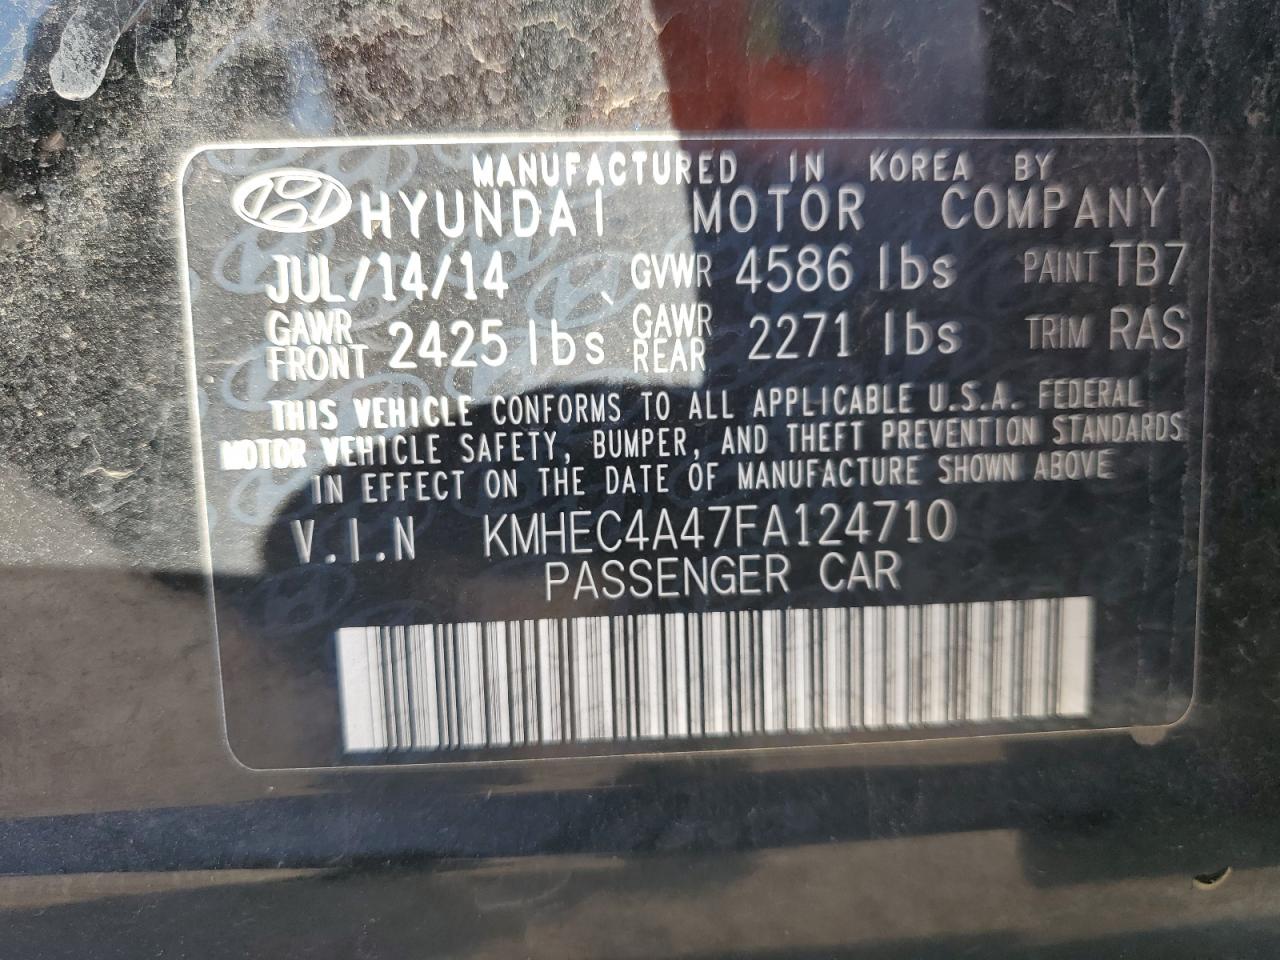 MANUFACTURED IN KOREA BY
HYUNDAI MOTOR COMPANY
JUL/14/14 GVWR 4586 lbs PAINT TB7
GAWR FRONT 2425 lbs GAWR REAR 2271 lbs TRIM RAS
THIS VEHICLE CONFORMS TO ALL APPLICABLE U.S.A. FEDERAL
MOTOR VEHICLE SAFETY, BUMPER, AND THEFT PREVENTION STANDARDS
IN EFFECT ON THE DATE OF MANUFACTURE SHOWN ABOVE
V.I.N KMHEC4A47FA124710
PASSENGER CAR